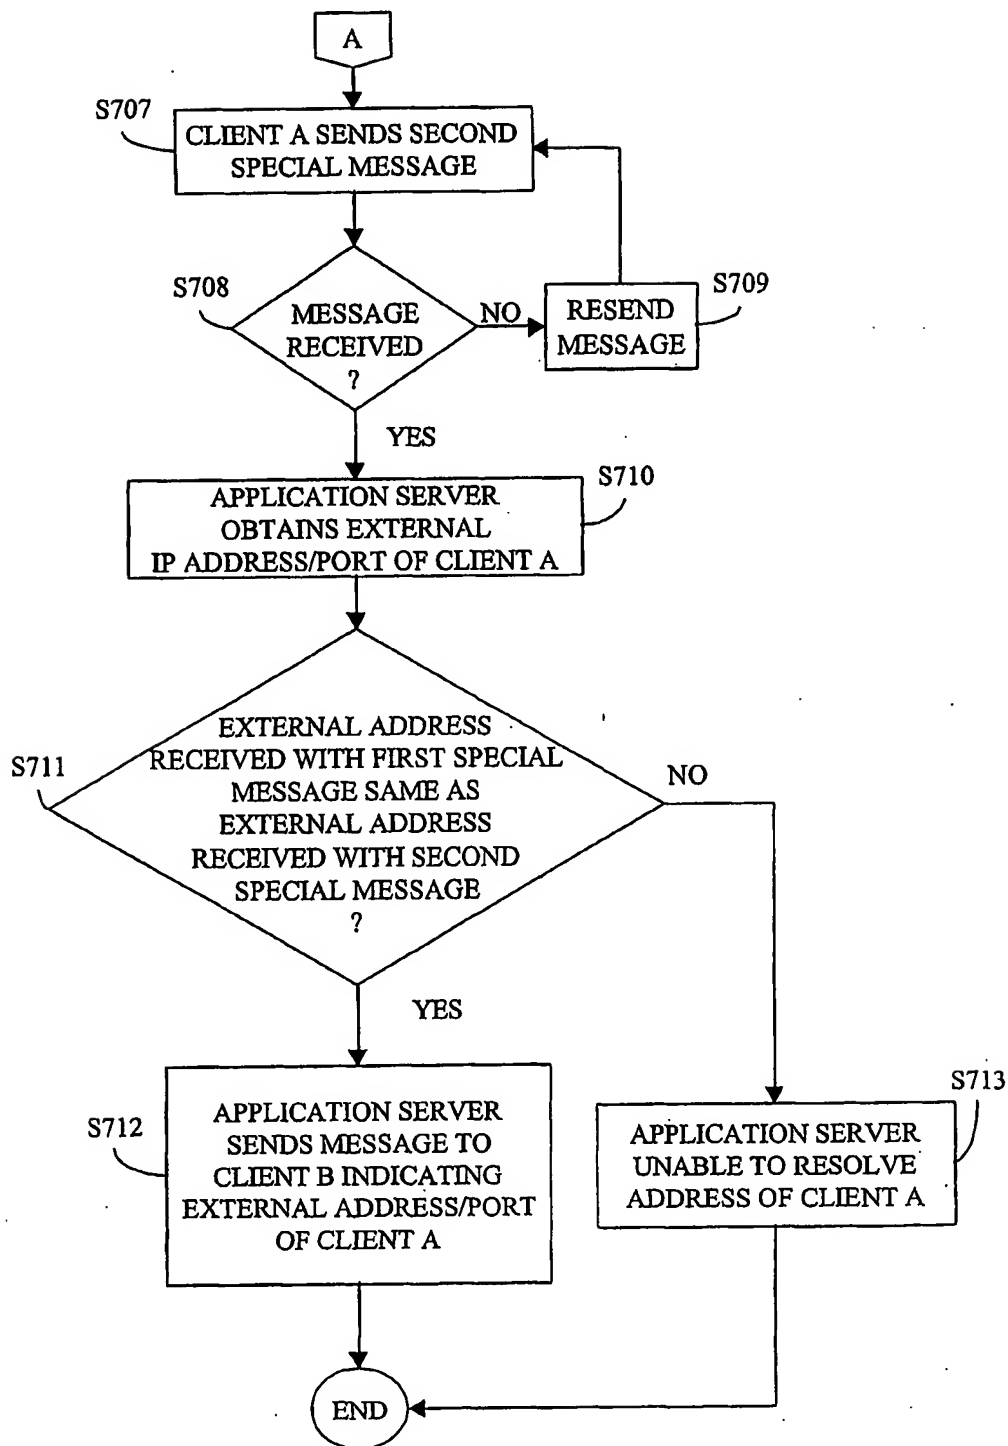 A
S707
CLIENT A SENDS SECOND
SPECIAL MESSAGE
S708
MESSAGE
RECEIVED
?
NO
S709
RESEND
MESSAGE
YES
S710
APPLICATION SERVER
OBTAINS EXTERNAL
IP ADDRESS/PORT OF CLIENT A
S711
EXTERNAL ADDRESS
RECEIVED WITH FIRST SPECIAL
MESSAGE SAME AS
EXTERNAL ADDRESS
RECEIVED WITH SECOND
SPECIAL MESSAGE
?
NO
YES
S712
APPLICATION SERVER
SENDS MESSAGE TO
CLIENT B INDICATING
EXTERNAL ADDRESS/PORT
OF CLIENT A
S713
APPLICATION SERVER
UNABLE TO RESOLVE
ADDRESS OF CLIENT A
END